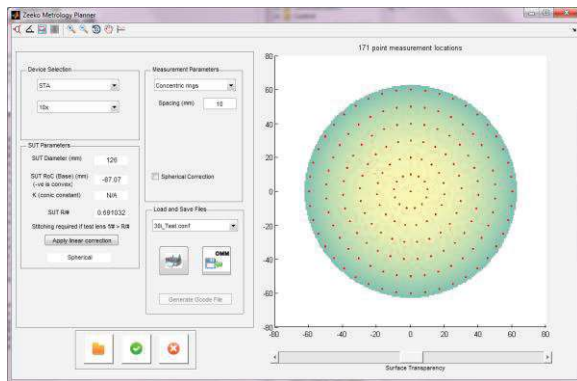 Zeeko Metrology Planner
Device Selection
STA
10x
SUT Parameters
SUT Diameter (mm) 126
SUT RoC (Base) (mm) -87.07
(-ve is convex)
K (conic constant) N/A
SUT R/# 0.691032
Stitching required if test lens f/# > R/#
Apply linear correction
Spherical
Measurement Parameters
Concentric rings
Spacing (mm) 10
Spherical Correction
Load and Save Files
CMM
Generate Gcode File
171 point measurement locations
80
60
40
20
0
-20
-40
-60
-80
-80 -60 -40 -20 0 20 40 60 80
Surface Transparency